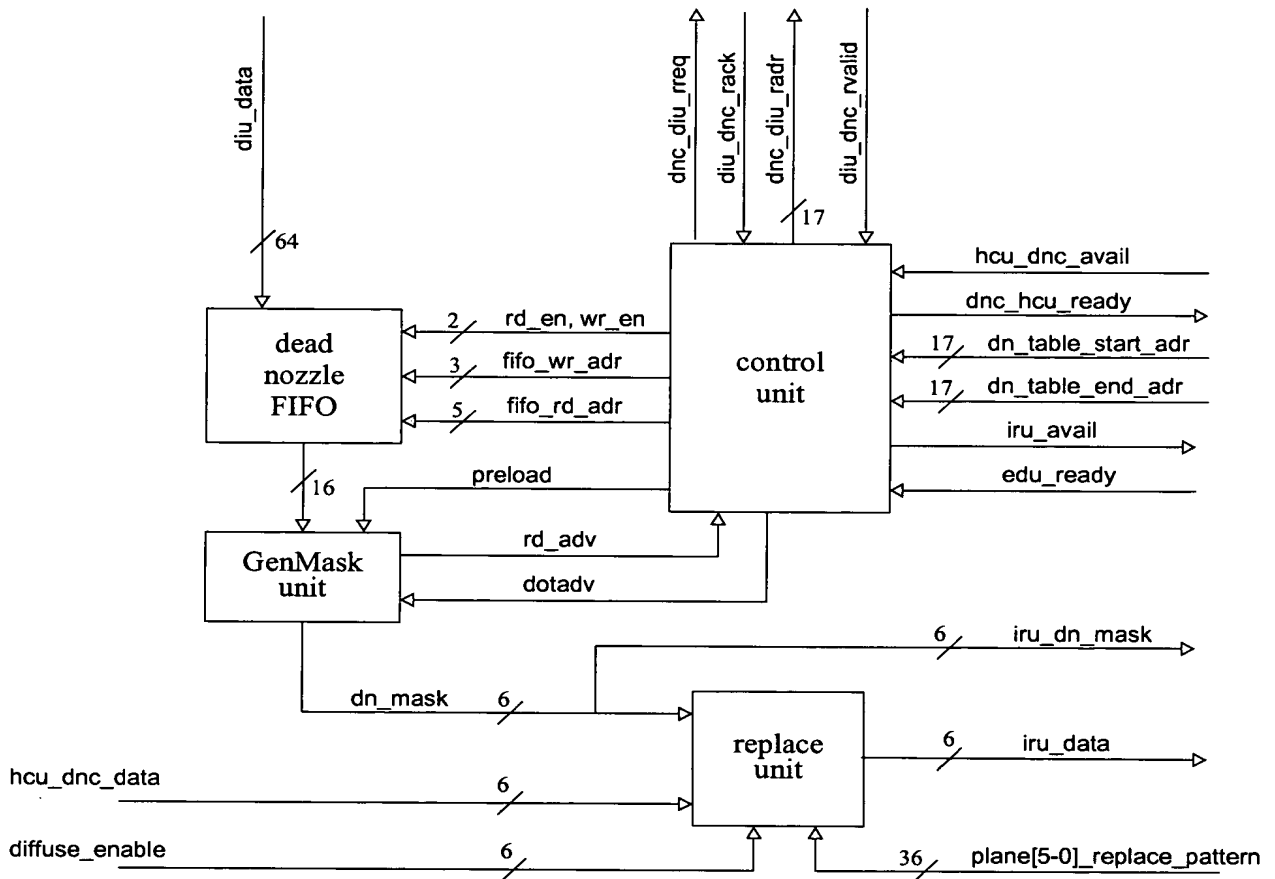 diu_data
64
dnc_diu_rreq
diu_dnc_rack
dnc_diu_radr
17
diu_dnc_rvalid
dead
nozzle
FIFO
2 rd_en, wr_en
3 fifo_wr_adr
5 fifo_rd_adr
control
unit
hcu_dnc_avail
dnc_hcu_ready
17 dn_table_start_adr
17 dn_table_end_adr
iru_avail
edu_ready
16
preload
GenMask
unit
rd_adv
dotadv
6 iru_dn_mask
dn_mask 6
replace
unit
6 iru_data
hcu_dnc_data 6
diffuse_enable 6
36 plane[5-0]_replace_pattern